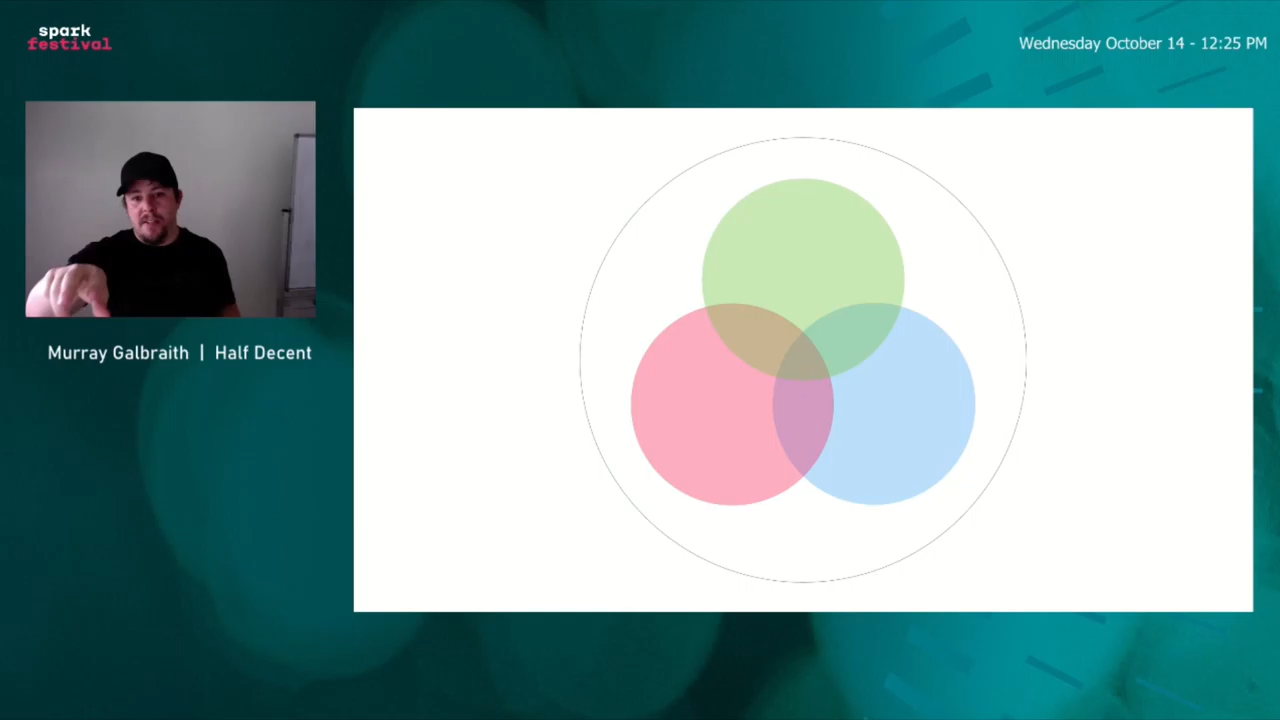 spark
festival
Wednesday October 14 - 12:25 PM
Murray Galbraith | Half Decent